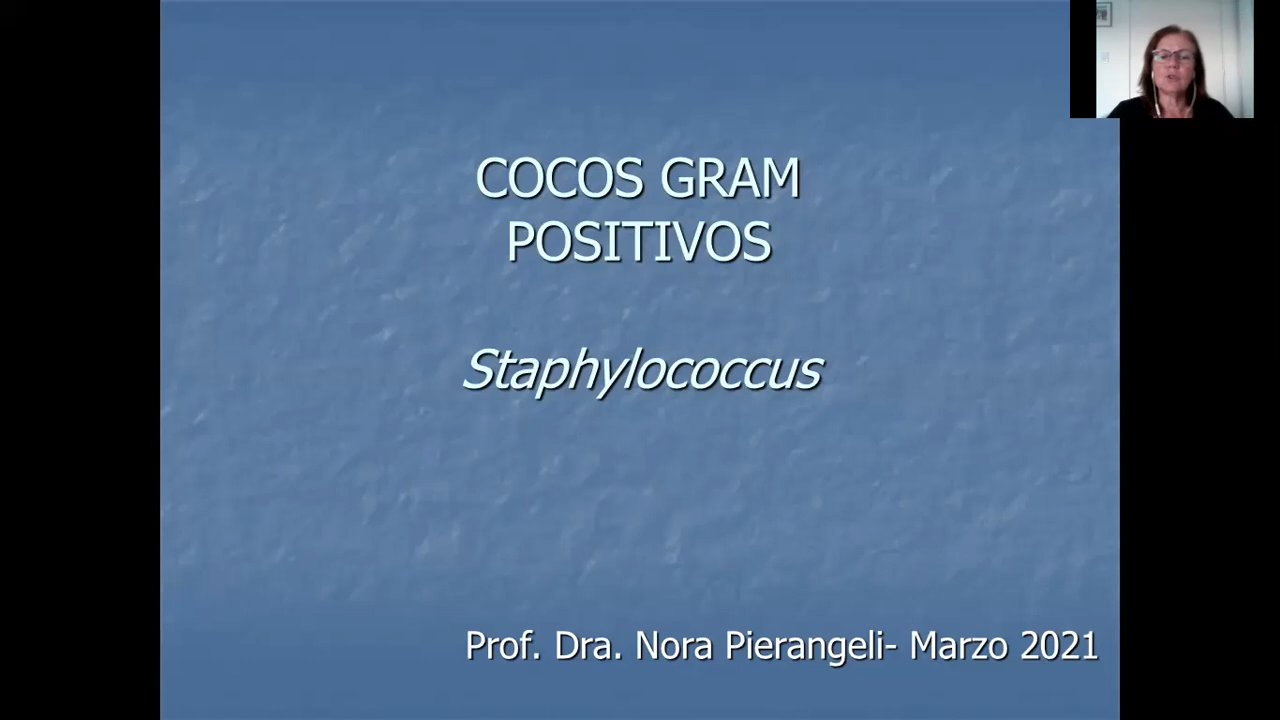 COCOS GRAM
POSITIVOS
Staphylococcus
Prof. Dra. Nora Pierangeli- Marzo 2021